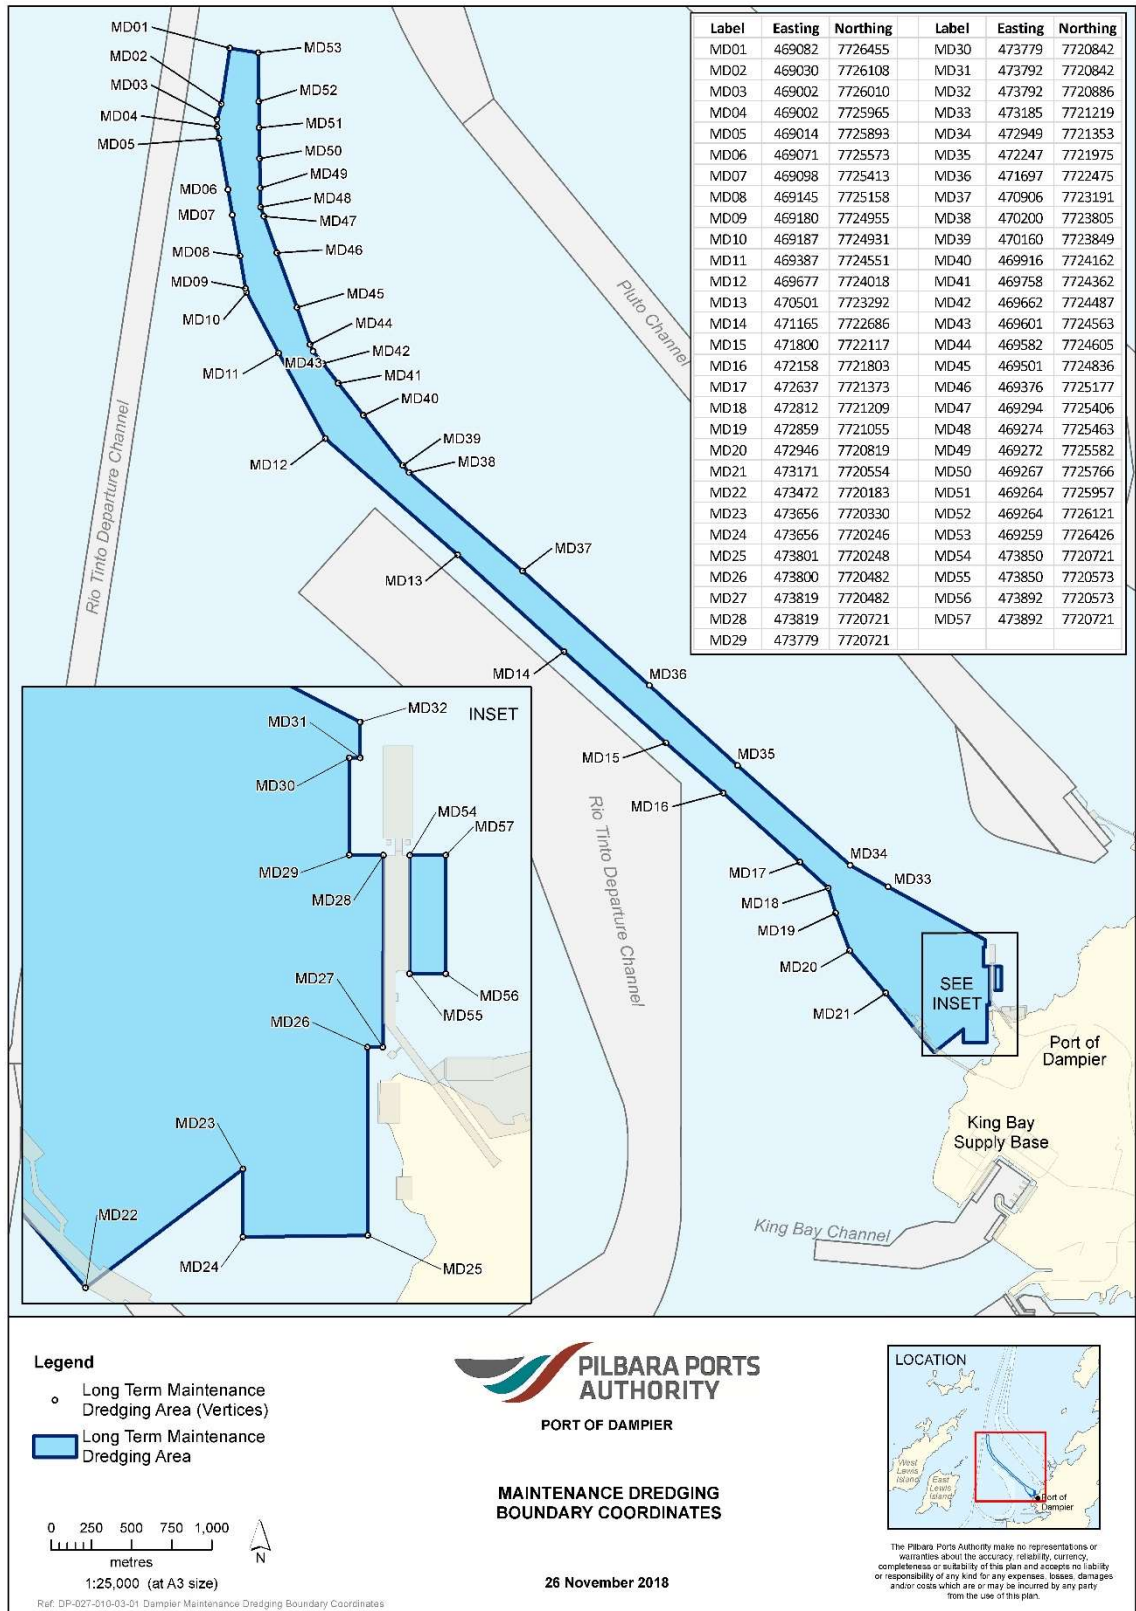 MD01
MD02
MD03
MD04
MD05
MD06
MD07
MD08
MD09
MD10
MD11
MD12
MD53
MD52
MD51
MD50
MD49
MD48
MD47
MD46
MD45
MD44
MD43
MD42
MD41
MD40
MD39
MD38
MD37
MD13
MD14
MD36
MD15
MD35
MD16
MD34
MD17
MD33
MD18
MD19
MD20
MD21
Rio Tinto Departure Channel
Pluto Channel
Rio Tinto Departure Channel
SEE
INSET
Port of
Dampier
King Bay
Supply Base
King Bay Channel
Label Easting Northing Label Easting Northing
MD01 469082 7726455 MD30 473779 7720842
MD02 469030 7726108 MD31 473792 7720842
MD03 469002 7726010 MD32 473792 7720886
MD04 469002 7725965 MD33 473185 7721219
MD05 469014 7725893 MD34 472949 7721353
MD06 469071 7725573 MD35 472247 7721975
MD07 469098 7725413 MD36 471697 7722475
MD08 469145 7725158 MD37 470906 7723191
MD09 469180 7724955 MD38 470200 7723805
MD10 469187 7724931 MD39 470160 7723849
MD11 469387 7724551 MD40 469916 7724162
MD12 469677 7724018 MD41 469758 7724362
MD13 470501 7723292 MD42 469662 7724487
MD14 471165 7722686 MD43 469601 7724563
MD15 471800 7722117 MD44 469582 7724605
MD16 472158 7721803 MD45 469501 7724836
MD17 472637 7721373 MD46 469376 7725177
MD18 472812 7721209 MD47 469294 7725406
MD19 472859 7721055 MD48 469274 7725463
MD20 472946 7720819 MD49 469272 7725582
MD21 473171 7720554 MD50 469267 7725766
MD22 473472 7720183 MD51 469264 7725957
MD23 473656 7720330 MD52 469264 7726121
MD24 473656 7720246 MD53 469259 7726426
MD25 473801 7720248 MD54 473850 7720721
MD26 473800 7720482 MD55 473850 7720573
MD27 473819 7720482 MD56 473892 7720573
MD28 473819 7720721 MD57 473892 7720721
MD29 473779 7720721
INSET
MD32
MD31
MD30
MD54
MD57
MD29
MD28
MD27
MD56
MD26
MD55
MD23
MD22
MD24
MD25
Legend
Long Term Maintenance
Dredging Area (Vertices)
Long Term Maintenance
Dredging Area
0 250 500 750 1,000
metres
N
1:25,000 (at A3 size)
Ref: DP-027-010-03-01 Dampier Maintenance Dredging Boundary Coordinates
PILBARA PORTS
AUTHORITY
PORT OF DAMPIER
MAINTENANCE DREDGING
BOUNDARY COORDINATES
26 November 2018
LOCATION
West
Lewis
Island
East
Lewis
Island
Port of
Dampier
The Pilbara Ports Authority make no representations or
warranties about the accuracy, reliability, currency,
completeness or suitability of this plan and accepts no liability
or responsibility of any kind for any expenses, losses, damages
and/or costs which are or may be incurred by any party
from the use of this plan.